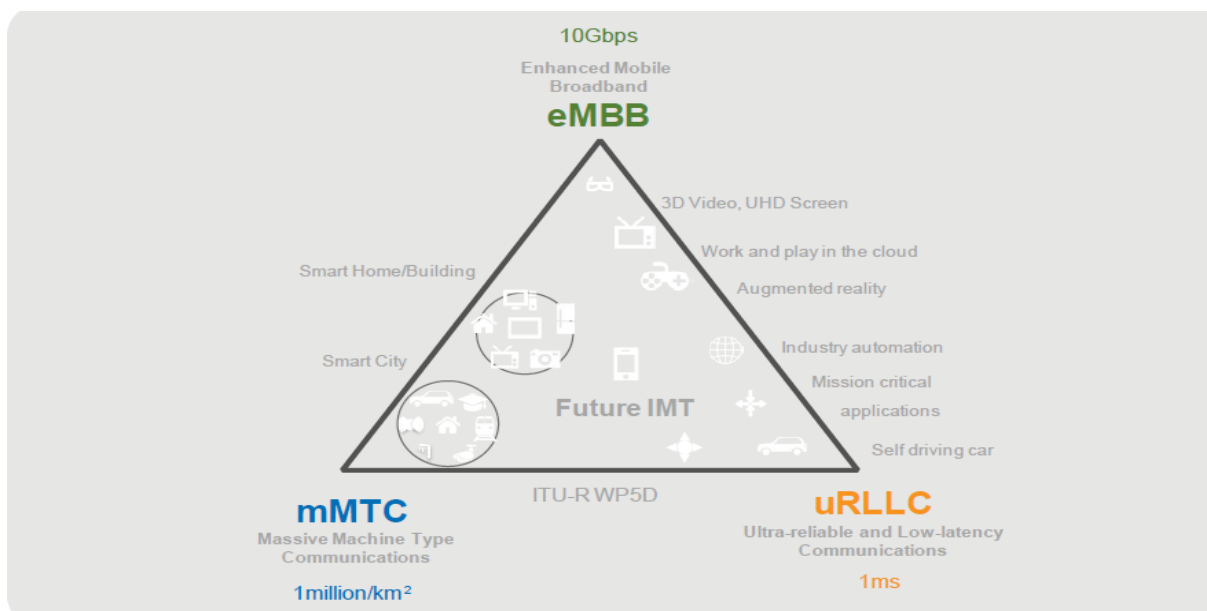 10Gbps
Enhanced Mobile
Broadband
eMBB
3D Video, UHD Screen
Work and play in the cloud
Smart Home/Building
Augmented reality
Industry automation
Smart City
Mission critical
applications
Future IMT
Self driving car
ITU-R WP5D
mMTC
Massive Machine Type
Communications
1million/km²
uRLLC
Ultra-reliable and Low-latency
Communications
1ms